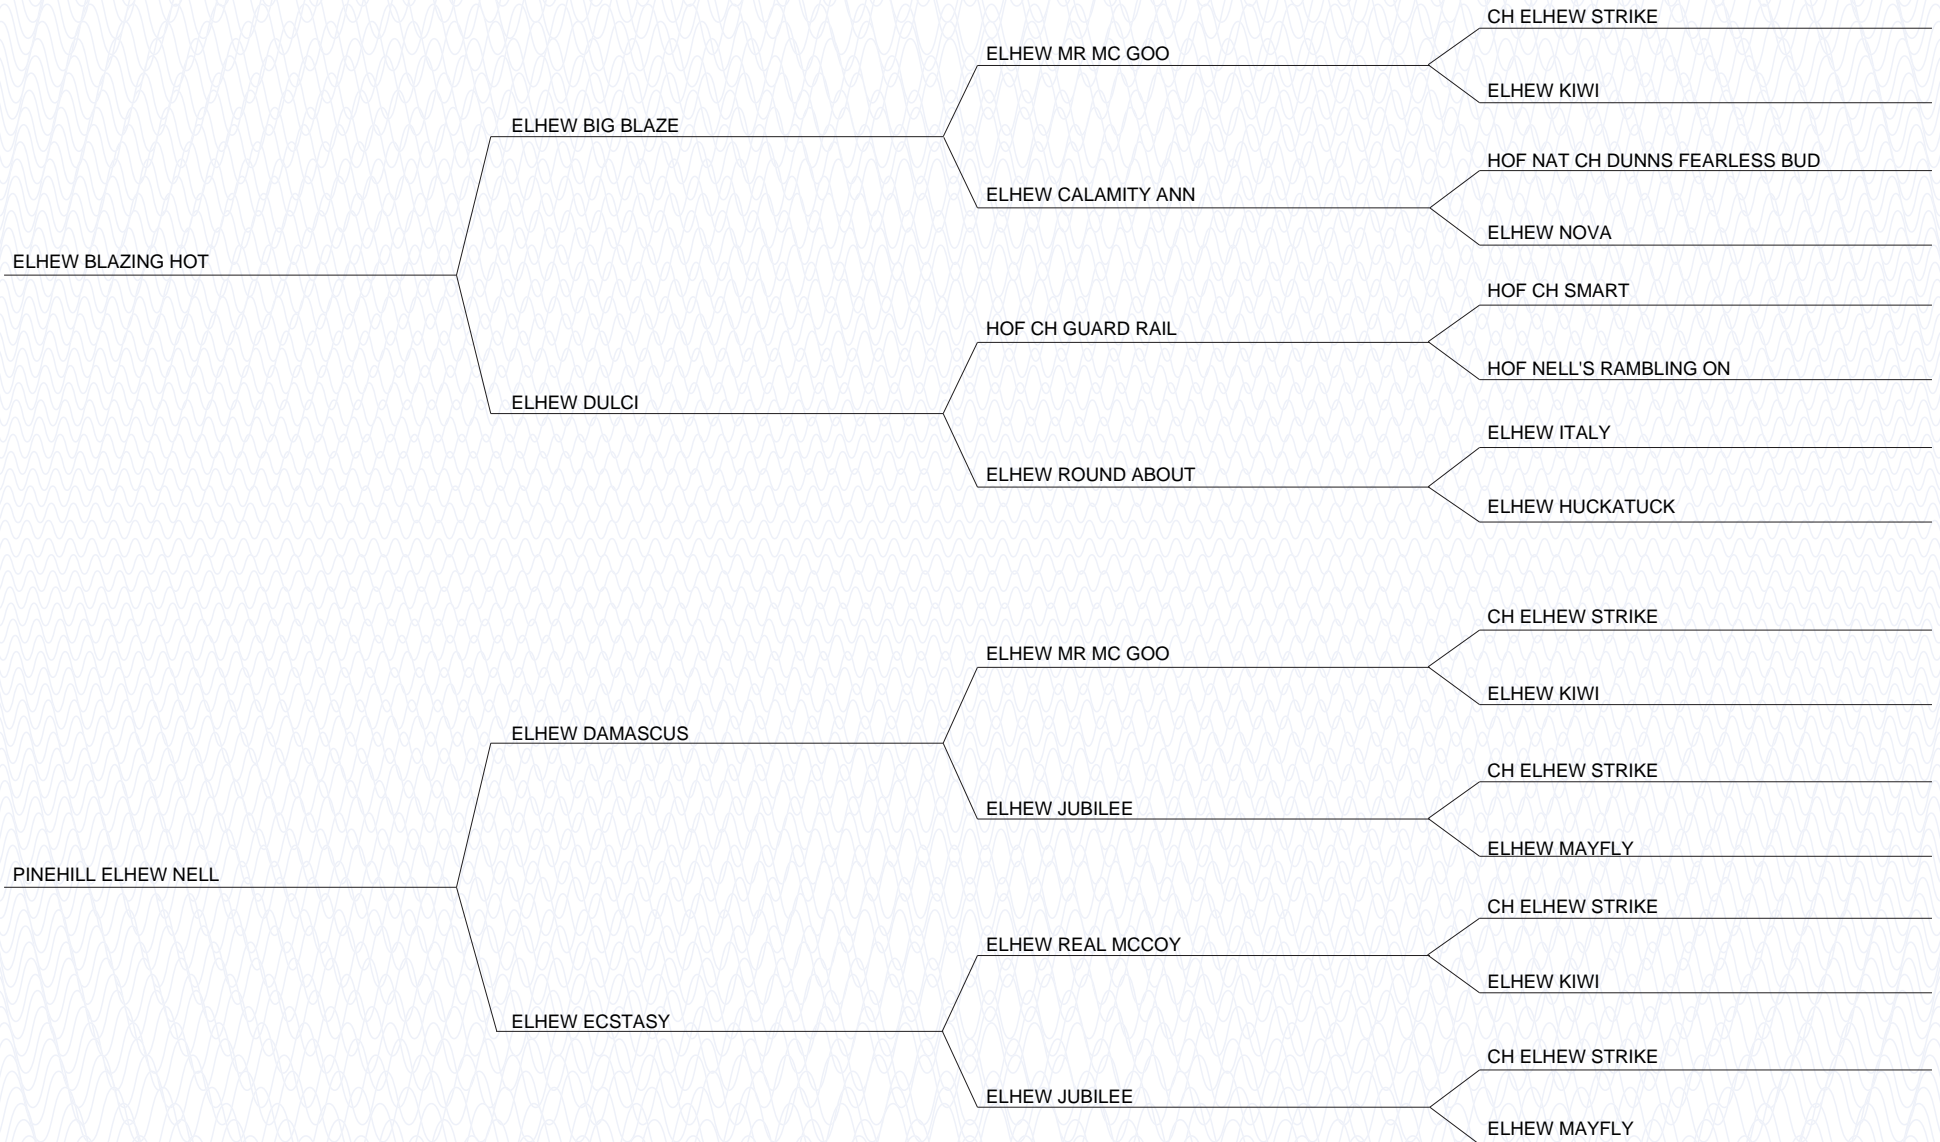 CH ELHEW STRIKE
ELHEW MR MC GOO
ELHEW KIWI
ELHEW BIG BLAZE
HOF NAT CH DUNNS FEARLESS BUD
ELHEW CALAMITY ANN
ELHEW NOVA
ELHEW BLAZING HOT
HOF CH SMART
HOF CH GUARD RAIL
HOF NELL'S RAMBLING ON
ELHEW DULCI
ELHEW ITALY
ELHEW ROUND ABOUT
ELHEW HUCKATUCK
CH ELHEW STRIKE
ELHEW MR MC GOO
ELHEW KIWI
ELHEW DAMASCUS
CH ELHEW STRIKE
ELHEW JUBILEE
ELHEW MAYFLY
PINEHILL ELHEW NELL
CH ELHEW STRIKE
ELHEW REAL MCCOY
ELHEW KIWI
ELHEW ECSTASY
CH ELHEW STRIKE
ELHEW JUBILEE
ELHEW MAYFLY